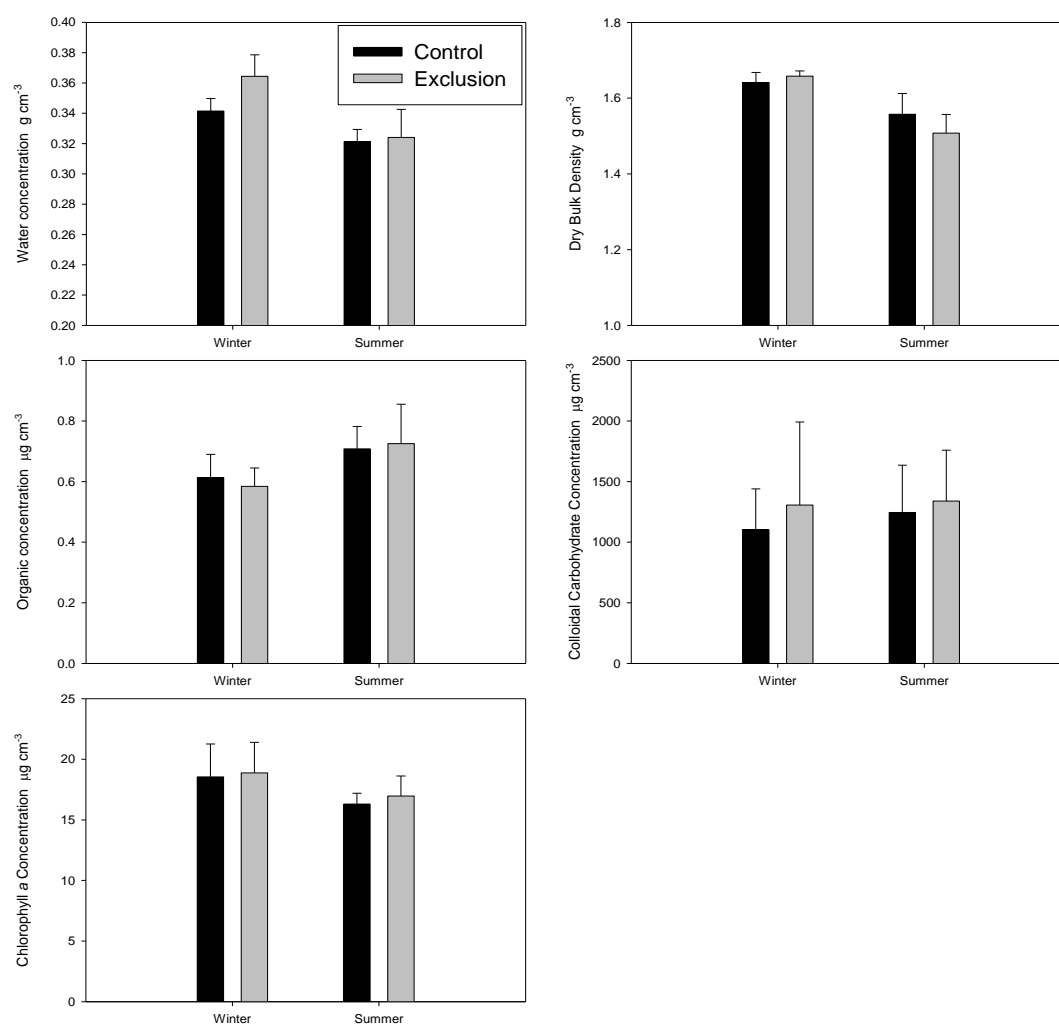 Water concentration g cm-3
0.40
0.38
0.36
0.34
0.32
0.30
0.28
0.26
0.24
0.22
0.20
Control
Exclusion
Winter Summer
Dry Bulk Density g cm-3
1.8
1.6
1.4
1.2
1.0
Winter Summer
Organic concentration μg cm-3
1.0
0.8
0.6
0.4
0.2
0.0
Winter Summer
Colloidal Carbohydrate Concentration μg cm-3
2500
2000
1500
1000
500
0
Winter Summer
Chlorophyll a Concentration μg cm-3
25
20
15
10
5
0
Winter Summer